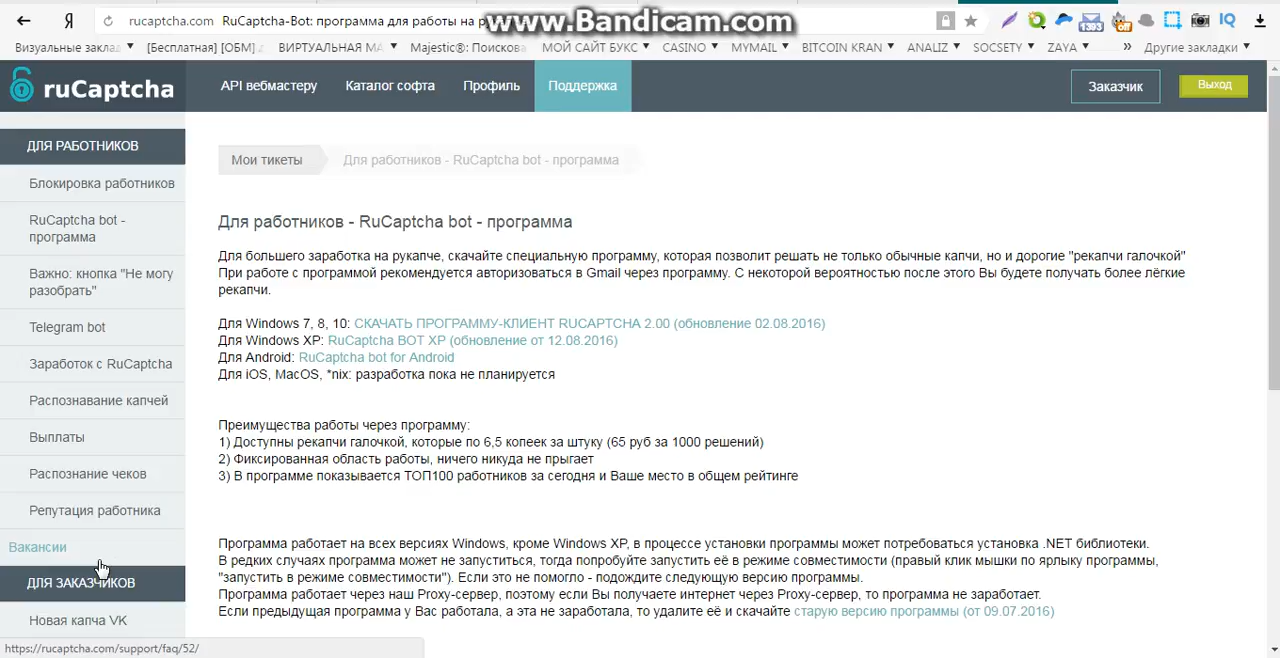 rucaptcha.com RuCaptcha-Bot: программа для работы на р
www.Bandicam.com
1393
off
IQ
Визуальные заклад
[Бесплатная] [ОБМ]
ВИРТУАЛЬНАЯ МА
Majestic®: Поискова
МОЙ САЙТ БУКС
CASINO
MYMAIL
BITCOIN KRAN
ANALIZ
SOCSETY
ZAYA
» Другие закладки
ruCaptcha
API вебмастеру
Каталог софта
Профиль
Поддержка
Заказчик
Выход
ДЛЯ РАБОТНИКОВ
Блокировка работников
RuCaptcha bot -
программа
Важно: кнопка "Не могу
разобрать"
Telegram bot
Заработок с RuCaptcha
Распознавание капчей
Выплаты
Распознание чеков
Репутация работника
Вакансии
ДЛЯ ЗАКАЗЧИКОВ
Новая капча VK
https://rucaptcha.com/support/faq/52/
Мои тикеты
Для работников - RuCaptcha bot - программа
Для работников - RuCaptcha bot - программа
Для большего заработка на рукапче, скачайте специальную программу, которая позволит решать не только обычные капчи, но и дорогие "рекапчи галочкой"
При работе с программой рекомендуется авторизоваться в Gmail через программу. С некоторой вероятностью после этого Вы будете получать более лёгкие
рекапчи.
Для Windows 7, 8, 10: СКАЧАТЬ ПРОГРАММУ-КЛИЕНТ RUCAPTCHA 2.00 (обновление 02.08.2016)
Для Windows XP: RuCaptcha BOT XP (обновление от 12.08.2016)
Для Android: RuCaptcha bot for Android
Для iOS, MacOS, *nix: разработка пока не планируется
Преимущества работы через программу:
1) Доступны рекапчи галочкой, которые по 6,5 копеек за штуку (65 руб за 1000 решений)
2) Фиксированная область работы, ничего никуда не прыгает
3) В программе показывается ТОП100 работников за сегодня и Ваше место в общем рейтинге
Программа работает на всех версиях Windows, кроме Windows XP, в процессе установки программы может потребоваться установка .NET библиотеки.
В редких случаях программа может не запуститься, тогда попробуйте запустить её в режиме совместимости (правый клик мышки по ярлыку программы,
"запустить в режиме совместимости"). Если это не помогло - подождите следующую версию программы.
Программа работает через наш Proxy-сервер, поэтому если Вы получаете интернет через Proxy-сервер, то программа не заработает.
Если предыдущая программа у Вас работала, а эта не заработала, то удалите её и скачайте старую версию программы (от 09.07.2016)